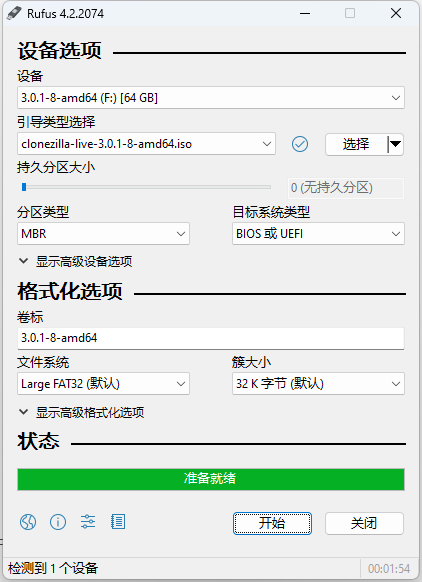 Rufus 4.2.2074
设备选项
设备
3.0.1-8-amd64 (F:) [64 GB]
引导类型选择
clonezilla-live-3.0.1-8-amd64.iso
选择
持久分区大小
0 (无持久分区)
分区类型
目标系统类型
MBR
BIOS 或 UEFI
显示高级设备选项
格式化选项
卷标
3.0.1-8-amd64
文件系统
簇大小
Large FAT32 (默认)
32 K 字节 (默认)
显示高级格式化选项
状态
准备就绪
开始
关闭
检测到 1 个设备
00:01:54